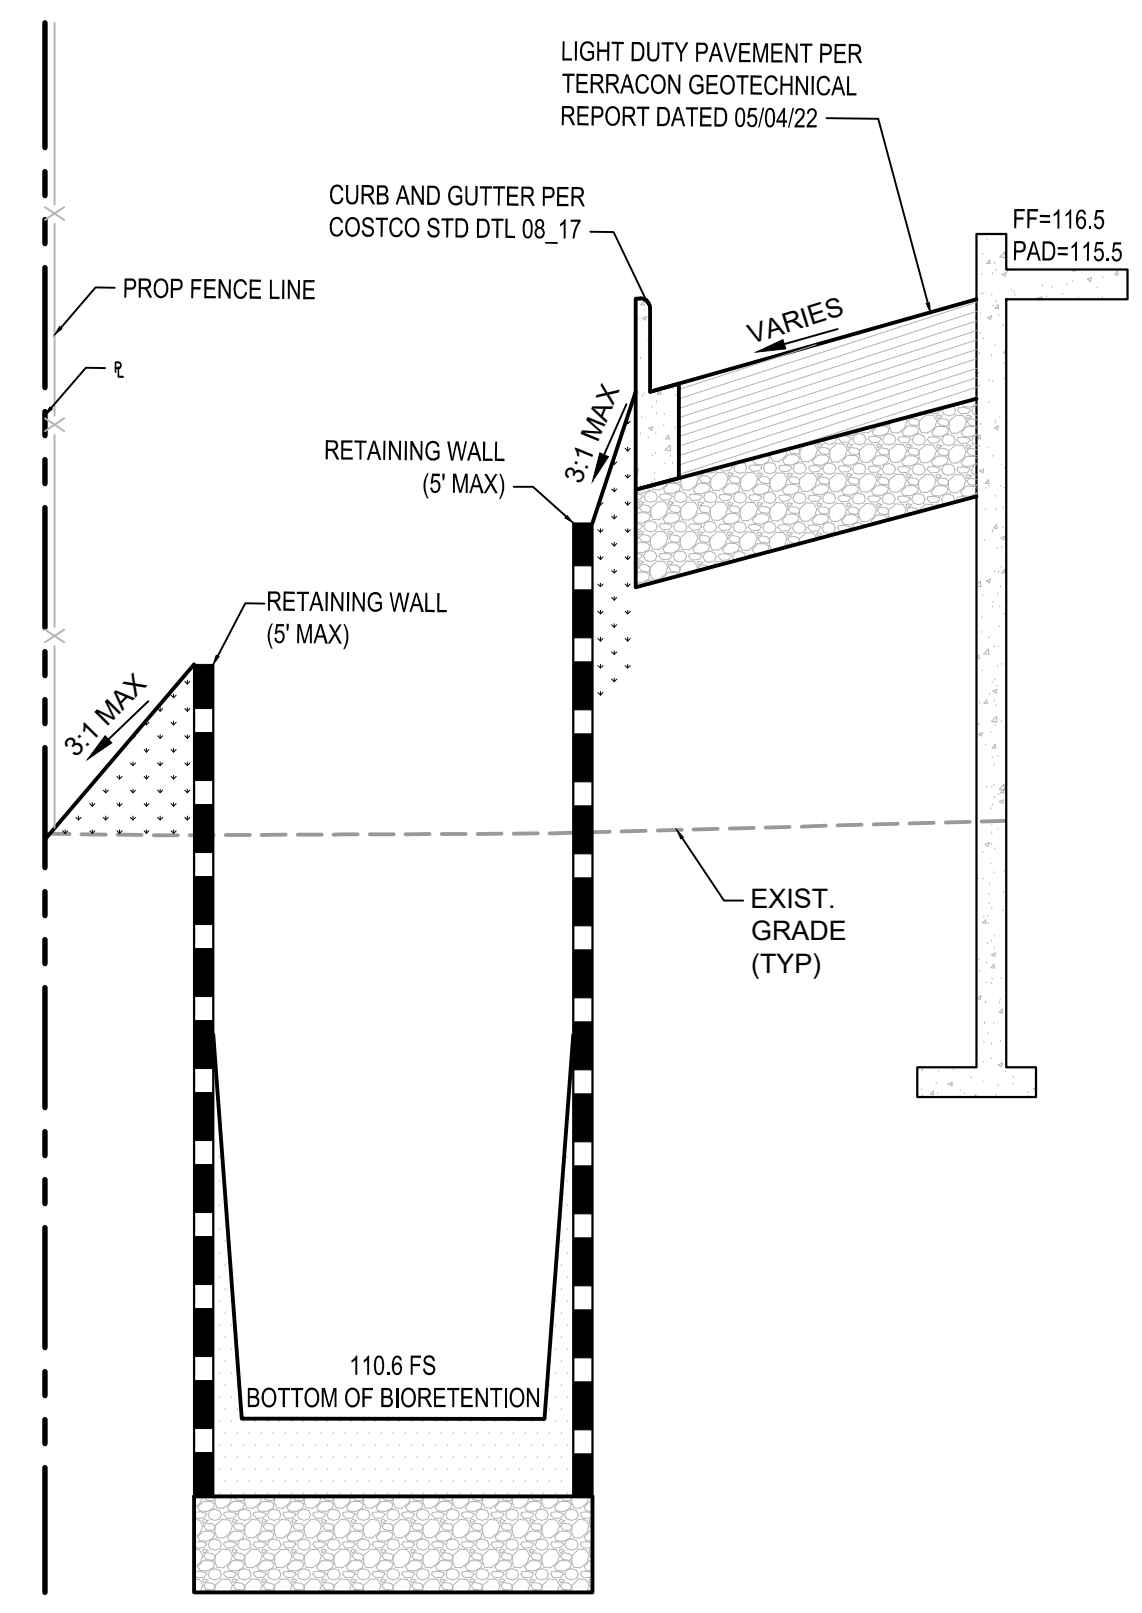 LIGHT DUTY PAVEMENT PER
TERRACON GEOTECHNICAL
REPORT DATED 05/04/22
CURB AND GUTTER PER
COSTCO STD DTL 08_17
FF=116.5
PAD=115.5
PROP FENCE LINE
VARIES
℄
3:1 MAX
RETAINING WALL
(5' MAX)
RETAINING WALL
(5' MAX)
3:1 MAX
EXIST.
GRADE
(TYP)
110.6 FS
BOTTOM OF BIORETENTION